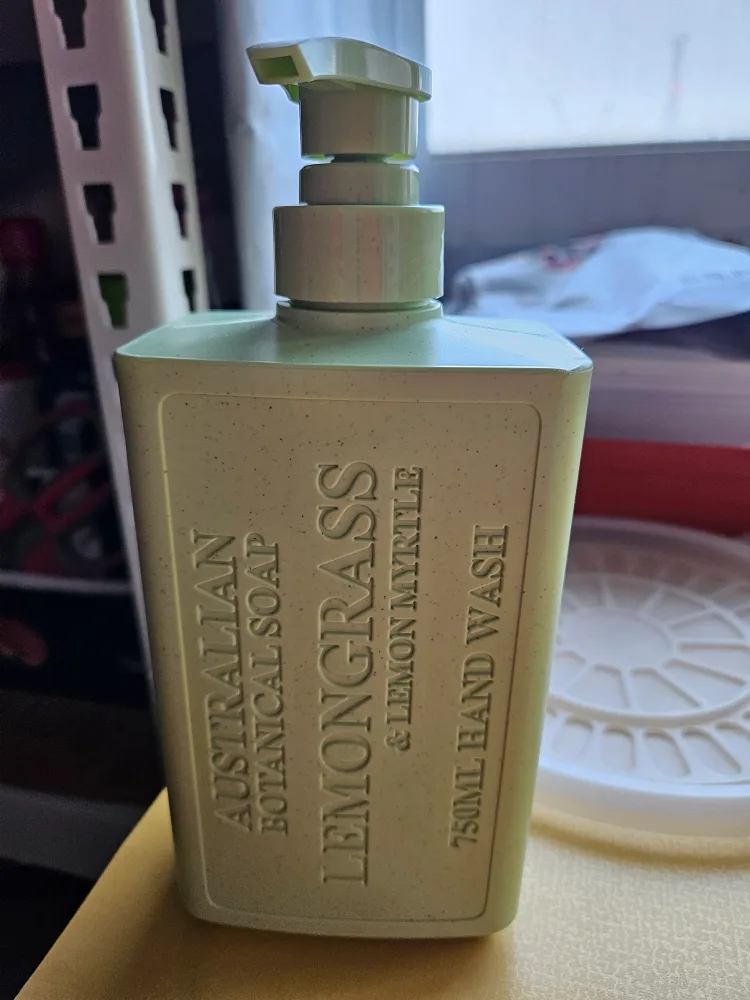 AUSTRALIAN
BOTANICAL SOAP
LEMONGRASS
& LEMON MYRTLE
750ML HAND WASH